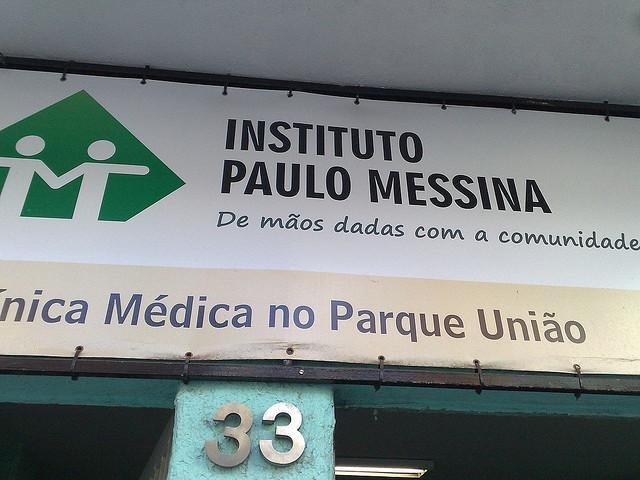 INSTITUTO
PAULO MESSINA
De mãos dadas com a comunidade
ínica Médica no Parque União
33